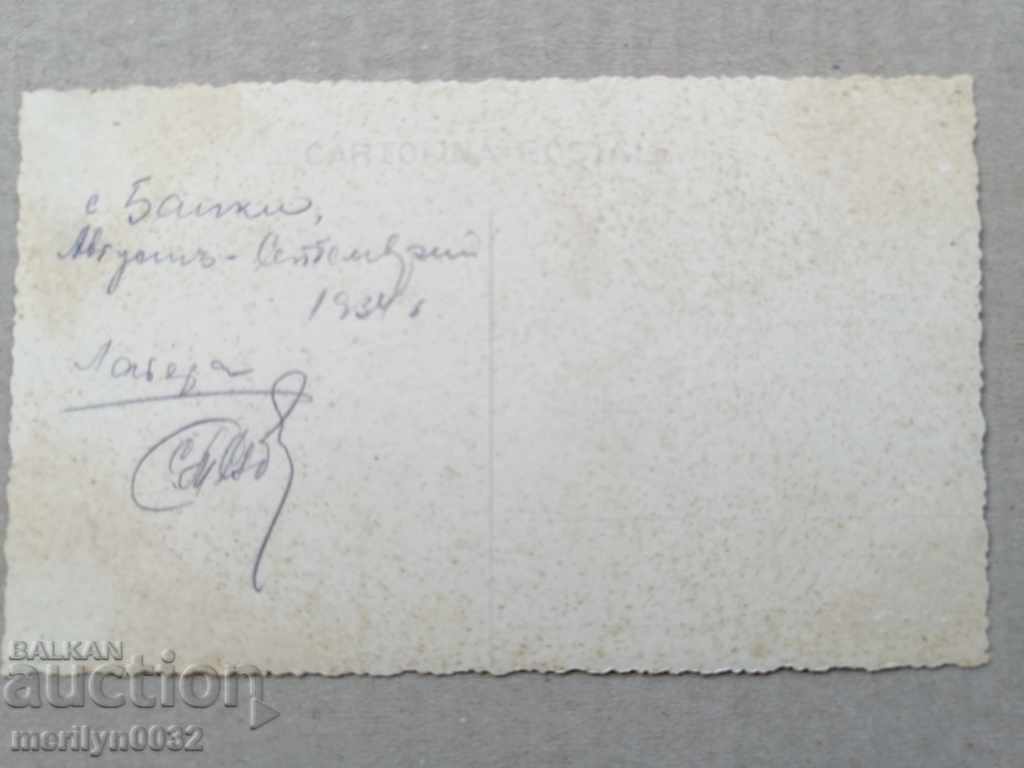 CARTOLINA POSTALE
с. Банки,
Августъ - Септемврий
1934 г
Лагера
BALKAN
auction
merilyn0032